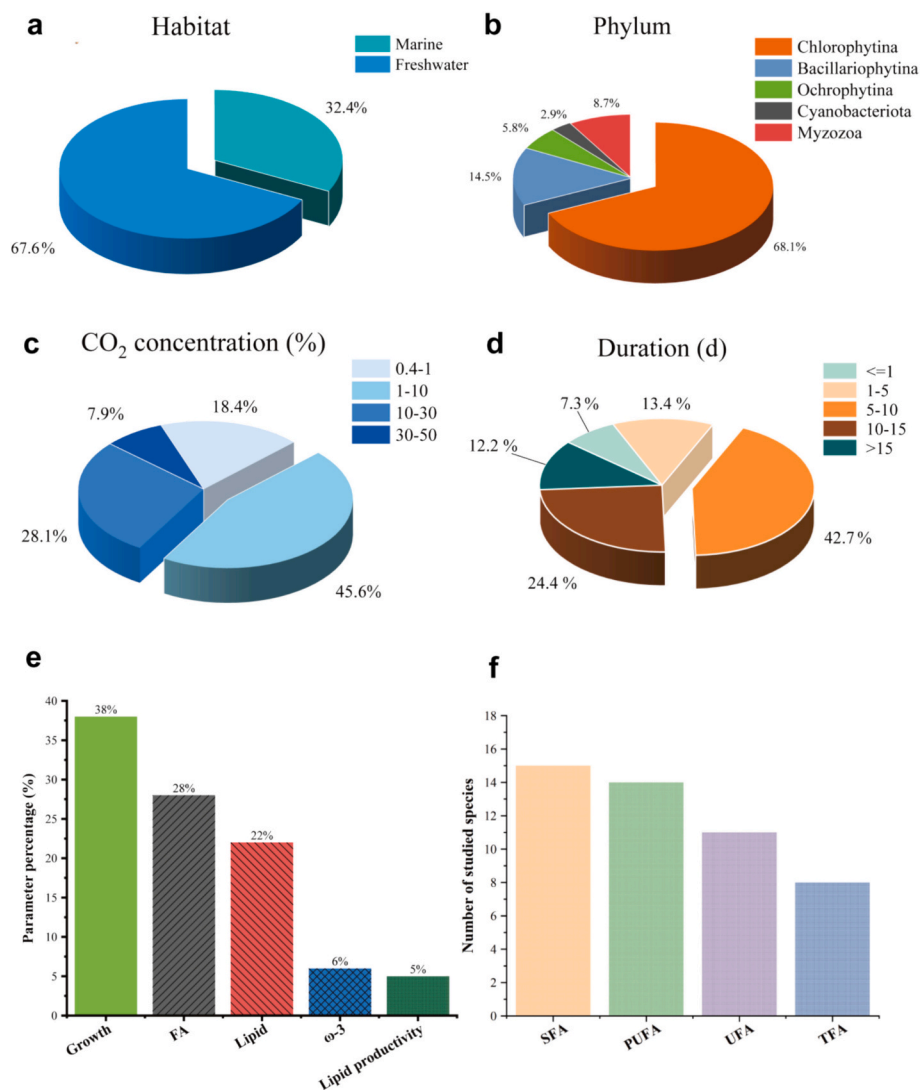 a
Habitat
Marine
Freshwater
32.4%
67.6%
b
Phylum
Chlorophytina
Bacillariophytina
Ochrophytina
Cyanobacteriota
Myzozoa
8.7%
2.9%
5.8%
14.5%
68.1%
c
CO₂ concentration (%)
0.4-1
1-10
10-30
30-50
18.4%
7.9%
28.1%
45.6%
d
Duration (d)
<=1
1-5
5-10
10-15
>15
13.4 %
7.3 %
12.2 %
24.4 %
42.7 %
e
Parameter percentage (%)
40
35
30
25
20
15
10
5
0
38%
28%
22%
6%
5%
Growth
FA
Lipid
ω-3
Lipid productivity
f
Number of studied species
18
16
14
12
10
8
6
4
2
0
SFA
PUFA
UFA
TFA